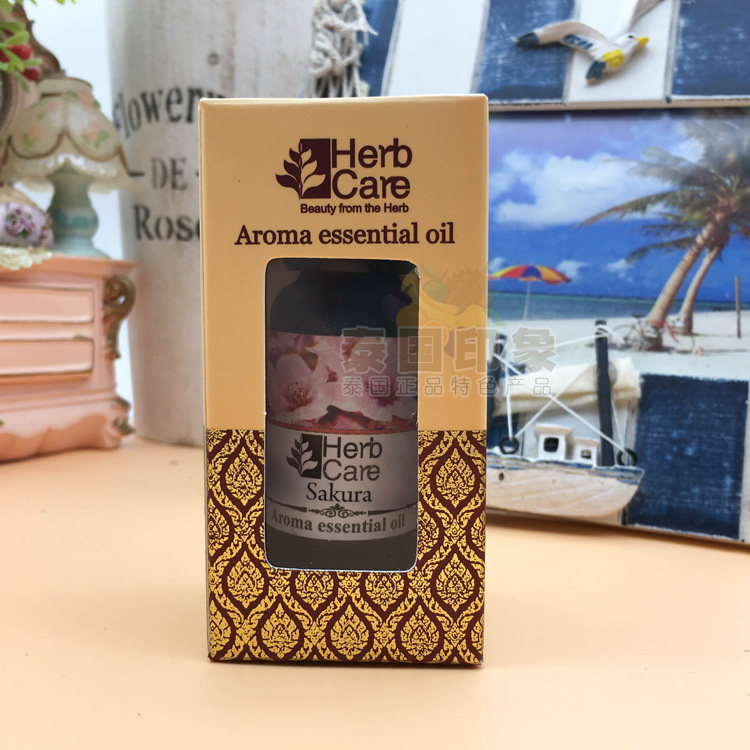 Herb
Care
Beauty from the Herb
Aroma essential oil
泰国印象
泰国正品特色产品
Herb
Care
Sakura
Aroma essential oil
lowerw
DE
Rose